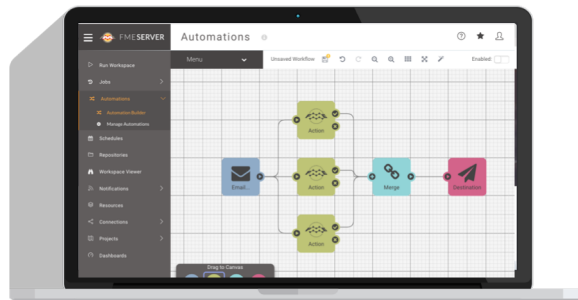 FMESERVER
Automations
Run Workspace
Jobs
Automations
Automation Builder
Manage Automations
Schedules
Repositories
Workspace Viewer
Notifications
Resources
Connections
Projects
Dashboards
Menu
Unsaved Workflow
Enabled
Action
Email...
Action
Merge
Destination
Action
Drag to Canvas